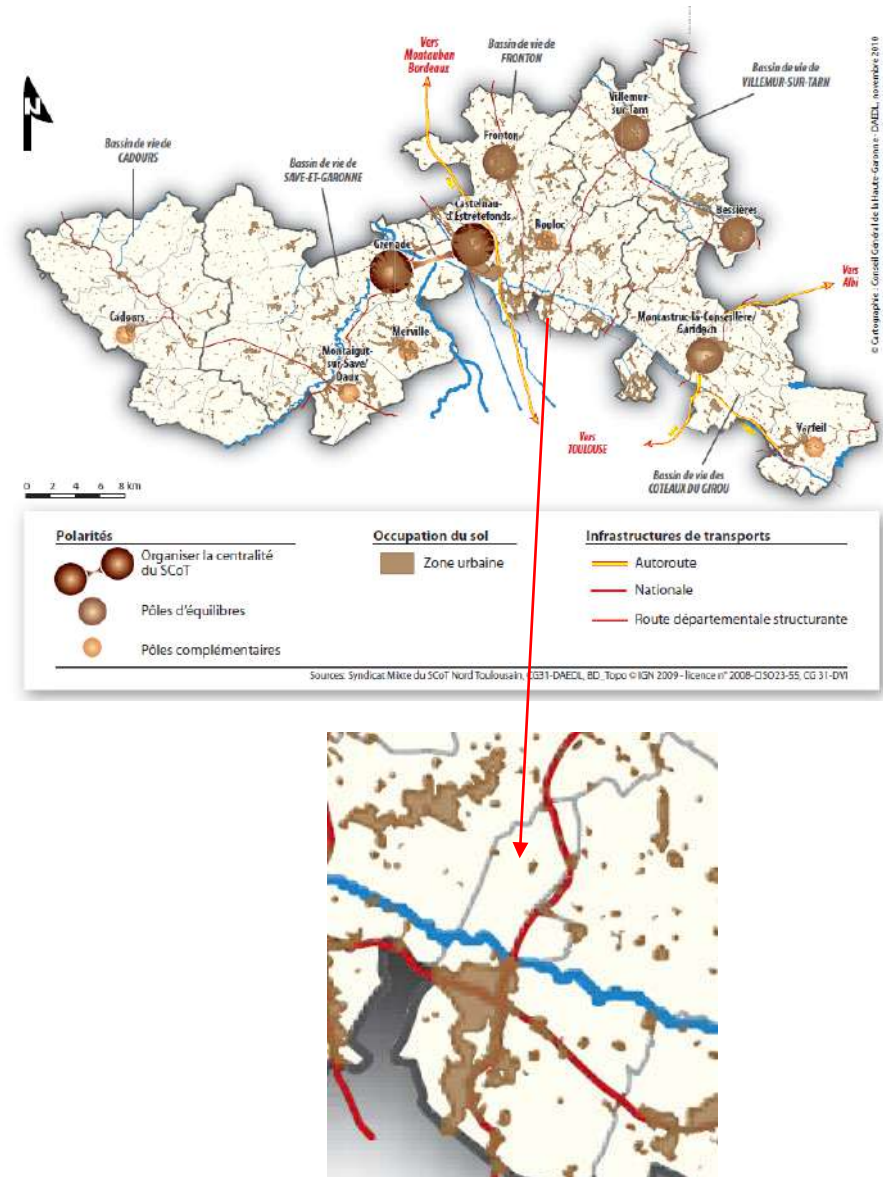 Vers
Montauban
Bordeaux
Bassin de vie de
FRONTON
Bassin de vie de
VILLEMUR-SUR-TARN
© Cartographie : Conseil Général de la Haute-Garonne - DAEDL, novembre 2010
N
Villemur-
sur-Tarn
Bassin de vie de
CADOURS
Bassin de vie de
SAVE-ET-GARONNE
Fronton
Castelnau-
d'Estrétefonds
Bouloc
Bessières
Grenade
Vers
Albi
Cadours
Merville
Montastruc-la-Conseillère/
Garidech
Montaigut-
sur-Save/
Daux
Verfeil
Vers
TOULOUSE
Bassin de vie des
COTEAUX DU GIROU
0 2 4 6 8 km
Polarités
Organiser la centralité
du SCoT
Pôles d'équilibres
Pôles complémentaires
Occupation du sol
Zone urbaine
Infrastructures de transports
Autoroute
Nationale
Route départementale structurante
Sources: Syndicat Mixte du SCoT Nord Toulousain, CG31-DAEDL, BD_Topo © IGN 2009 - licence n° 2008-CISO23-55, CG 31-DVI